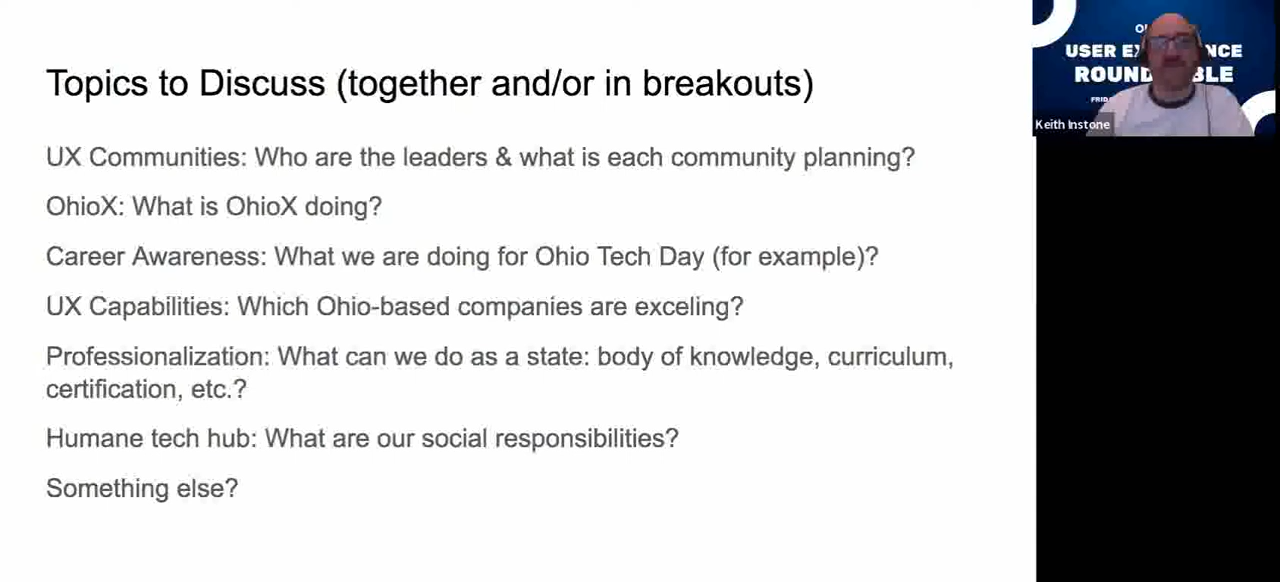 Topics to Discuss (together and/or in breakouts)
UX Communities: Who are the leaders & what is each community planning?
OhioX: What is OhioX doing?
Career Awareness: What we are doing for Ohio Tech Day (for example)?
UX Capabilities: Which Ohio-based companies are exceling?
Professionalization: What can we do as a state: body of knowledge, curriculum,
certification, etc.?
Humane tech hub: What are our social responsibilities?
Something else?
USER
Keith Instone